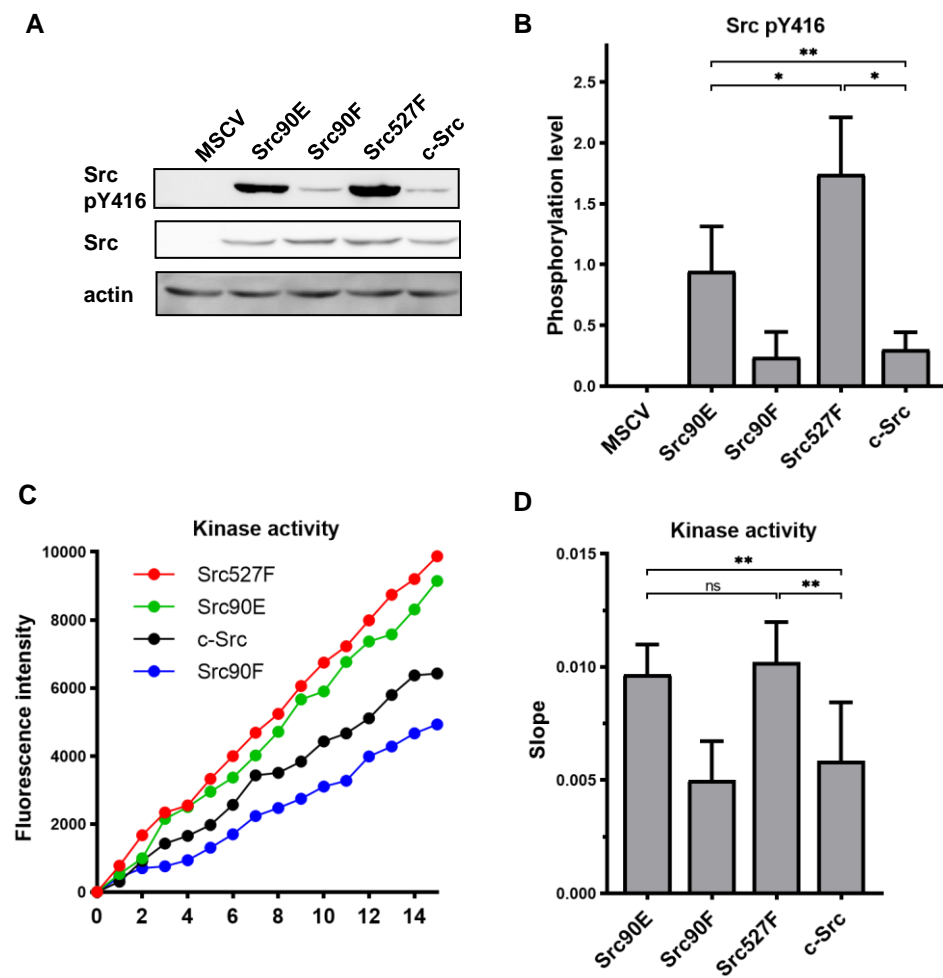 A
MSCV
Src90E
Src90F
Src527F
c-Src
Src
pY416
Src
actin
B
Src pY416
**
*
*
Phosphorylation level
2.5
2.0
1.5
1.0
0.5
0.0
MSCV
Src90E
Src90F
Src527F
c-Src
C
Kinase activity
Fluorescence intensity
10000
8000
6000
4000
2000
0
Src527F
Src90E
c-Src
Src90F
0 2 4 6 8 10 12 14
D
Kinase activity
**
ns
**
Slope
0.015
0.010
0.005
0.000
Src90E
Src90F
Src527F
c-Src